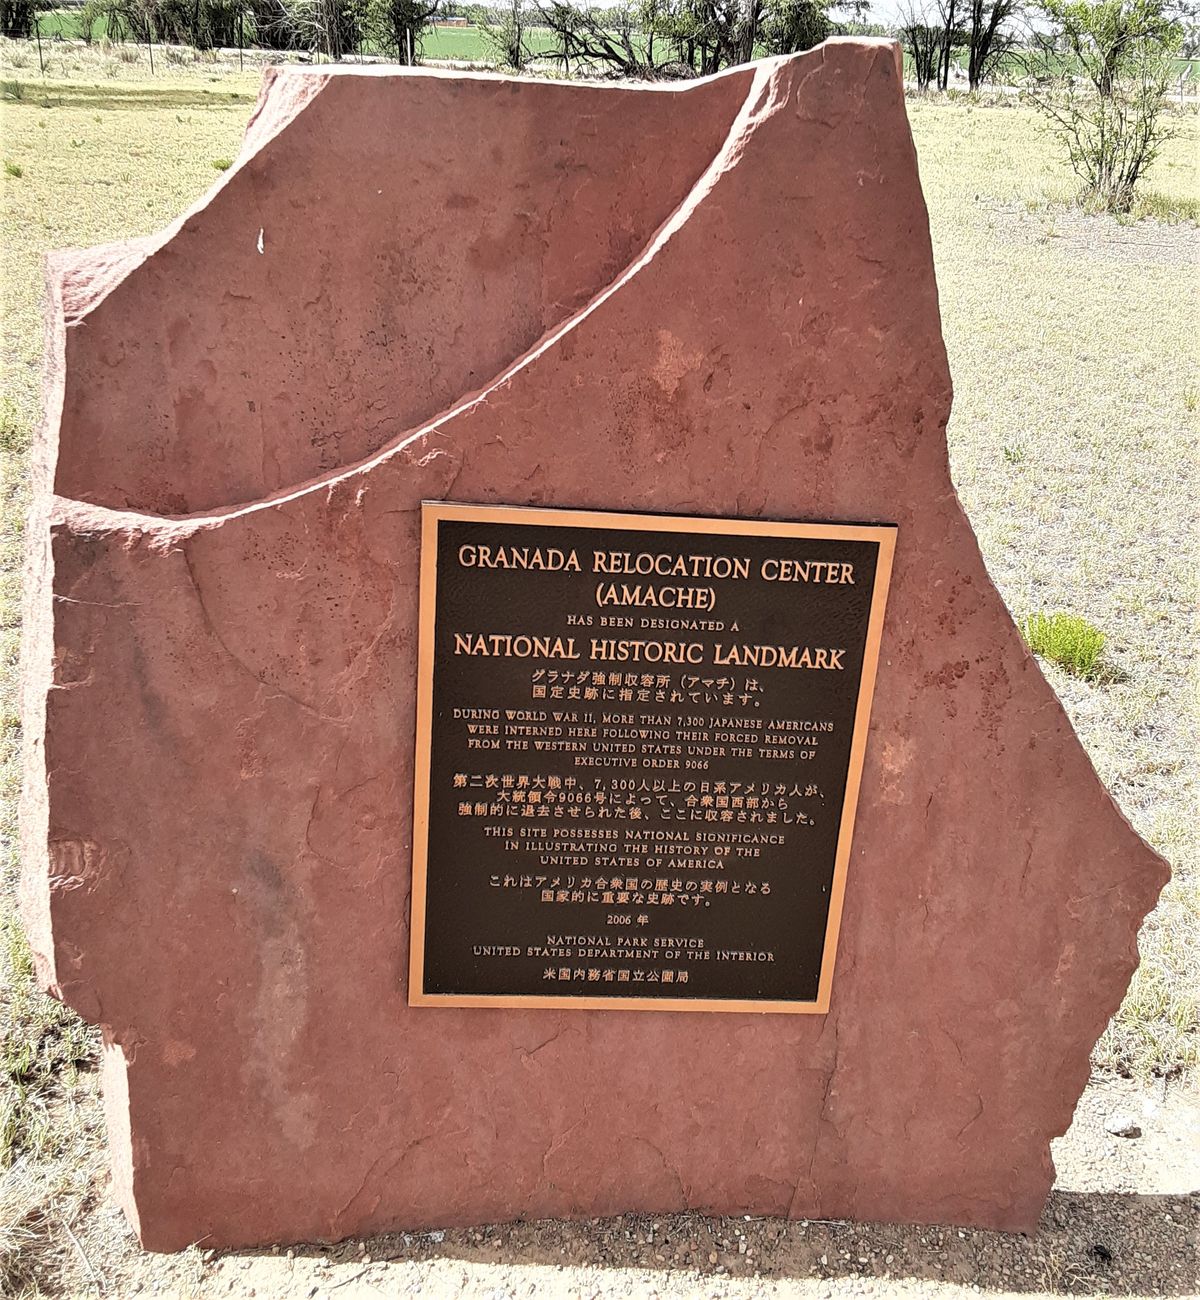 GRANADA RELOCATION CENTER
(AMACHE)
HAS BEEN DESIGNATED A
NATIONAL HISTORIC LANDMARK
グラナダ強制収容所（アマチ）は、
国定史跡に指定されています。
DURING WORLD WAR II, MORE THAN 7,300 JAPANESE AMERICANS
WERE INTERNED HERE FOLLOWING THEIR FORCED REMOVAL
FROM THE WESTERN UNITED STATES UNDER THE TERMS OF
EXECUTIVE ORDER 9066
第二次世界大戦中、7,300人以上の日系アメリカ人が、
大統領令9066号によって、合衆国西部から
強制的に退去させられた後、ここに収容されました。
THIS SITE POSSESSES NATIONAL SIGNIFICANCE
IN ILLUSTRATING THE HISTORY OF THE
UNITED STATES OF AMERICA
これはアメリカ合衆国の歴史の実例となる
国家的に重要な史跡です。
2006 年
NATIONAL PARK SERVICE
UNITED STATES DEPARTMENT OF THE INTERIOR
米国内務省国立公園局